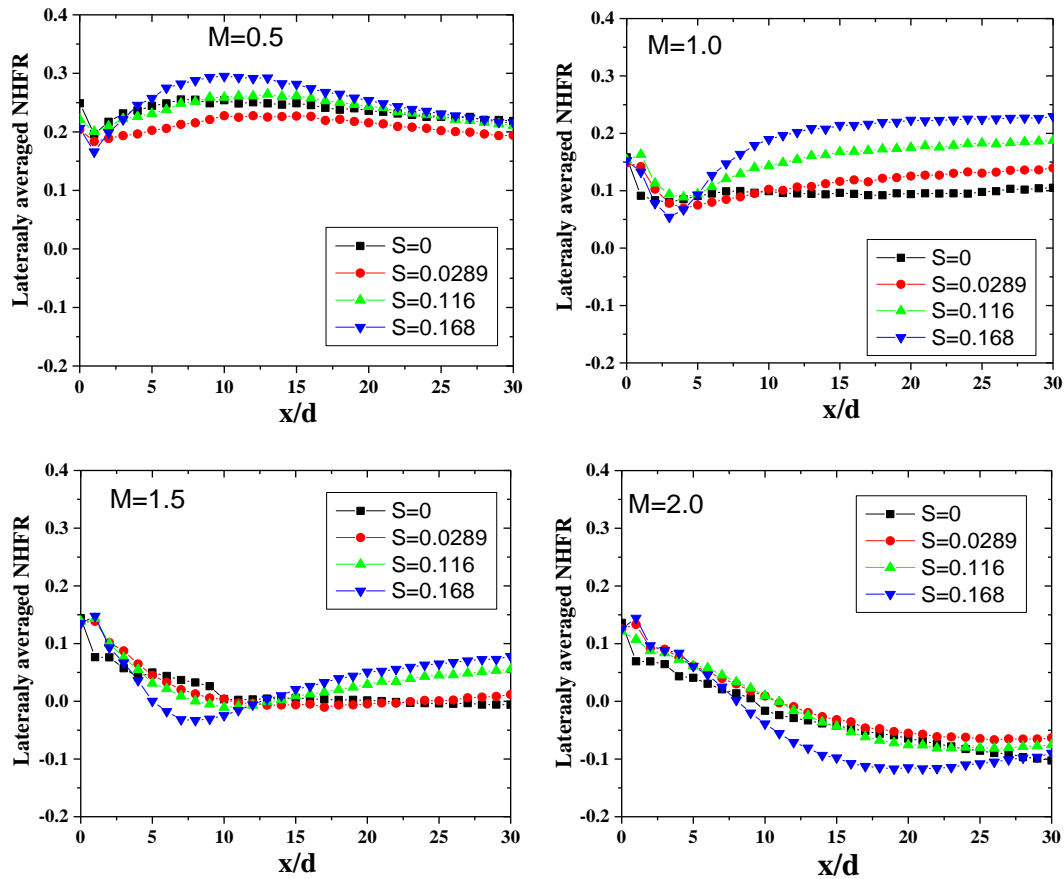 M=0.5
Lateraaly averaged NHFR
0.4
0.3
0.2
0.1
0.0
-0.1
-0.2
S=0
S=0.0289
S=0.116
S=0.168
0 5 10 15 20 25 30
x/d
M=1.0
Lateraaly averaged NHFR
0.4
0.3
0.2
0.1
0.0
-0.1
-0.2
S=0
S=0.0289
S=0.116
S=0.168
0 5 10 15 20 25 30
x/d
M=1.5
Lateraaly averaged NHFR
0.4
0.3
0.2
0.1
0.0
-0.1
-0.2
S=0
S=0.0289
S=0.116
S=0.168
0 5 10 15 20 25 30
x/d
M=2.0
Lateraaly averaged NHFR
0.4
0.3
0.2
0.1
0.0
-0.1
-0.2
S=0
S=0.0289
S=0.116
S=0.168
0 5 10 15 20 25 30
x/d